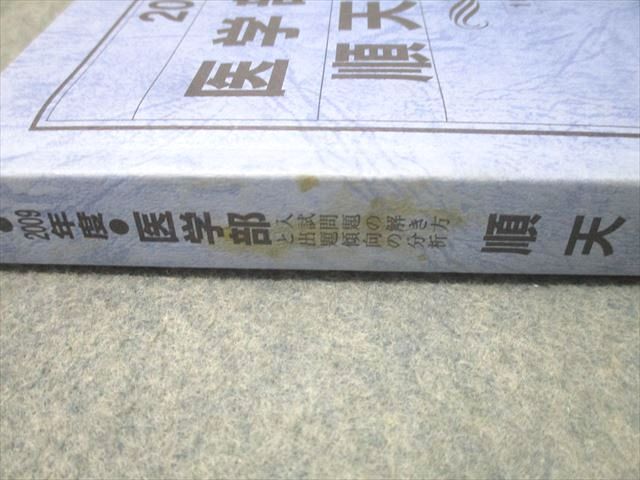 20
医学部
順天
2009年度・医学部
入試問題の解き方
と出題傾向の分析
順天